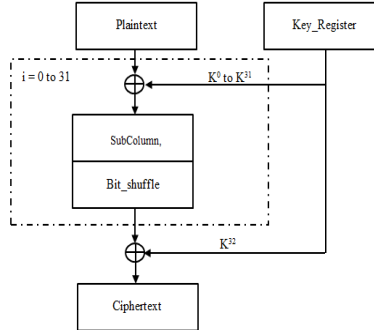 Plaintext
Key_Register
i = 0 to 31
K⁰ to K³¹
SubColumn,
Bit_shuffle
K³²
Ciphertext